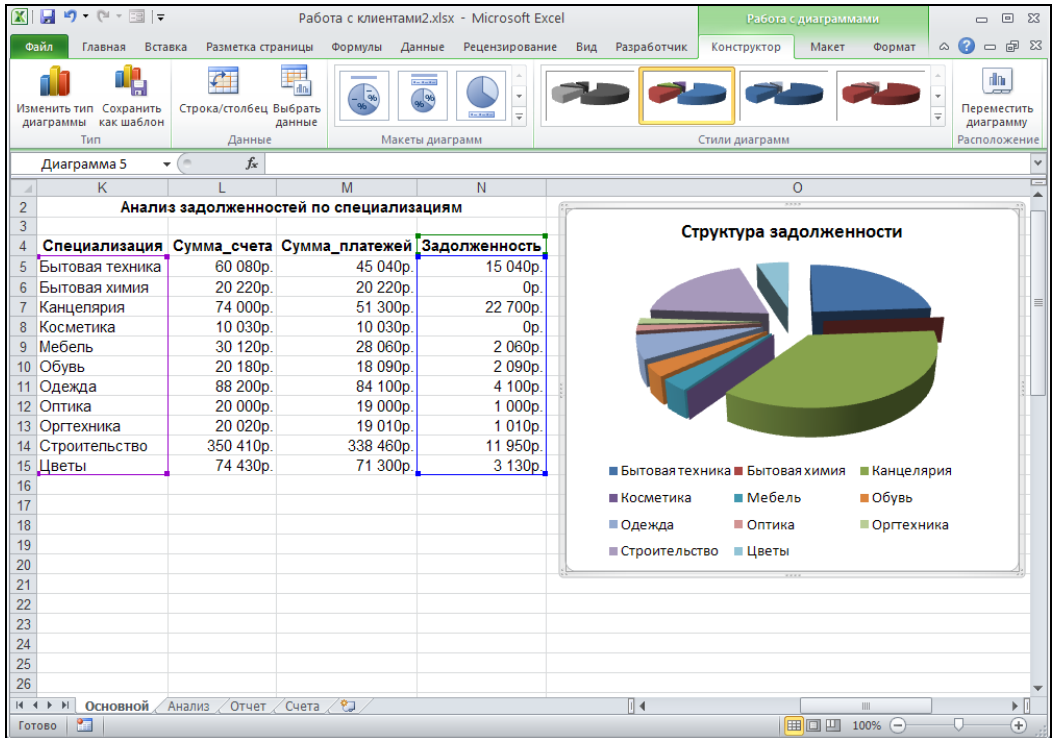 Работа с клиентами2.xlsx - Microsoft Excel
Работа с диаграммами
Файл Главная Вставка Разметка страницы Формулы Данные Рецензирование Вид Разработчик Конструктор Макет Формат
Изменить тип диаграммы
Сохранить как шаблон
Строка/столбец
Выбрать данные
Переместить диаграмму
Тип Данные Макеты диаграмм Стили диаграмм Расположение
Диаграмма 5 fx
K L M N O
2 Анализ задолженностей по специализациям
3
4 Специализация Сумма_счета Сумма_платежей Задолженность
5 Бытовая техника 60 080р. 45 040р. 15 040р.
6 Бытовая химия 20 220р. 20 220р. 0р.
7 Канцелярия 74 000р. 51 300р. 22 700р.
8 Косметика 10 030р. 10 030р. 0р.
9 Мебель 30 120р. 28 060р. 2 060р.
10 Обувь 20 180р. 18 090р. 2 090р.
11 Одежда 88 200р. 84 100р. 4 100р.
12 Оптика 20 000р. 19 000р. 1 000р.
13 Оргтехника 20 020р. 19 010р. 1 010р.
14 Строительство 350 410р. 338 460р. 11 950р.
15 Цветы 74 430р. 71 300р. 3 130р.
16
17
18
19
20
21
22
23
24
25
26
Структура задолженности
Бытовая техника Бытовая химия Канцелярия
Косметика Мебель Обувь
Одежда Оптика Оргтехника
Строительство Цветы
Основной Анализ Отчет Счета
Готово 100%